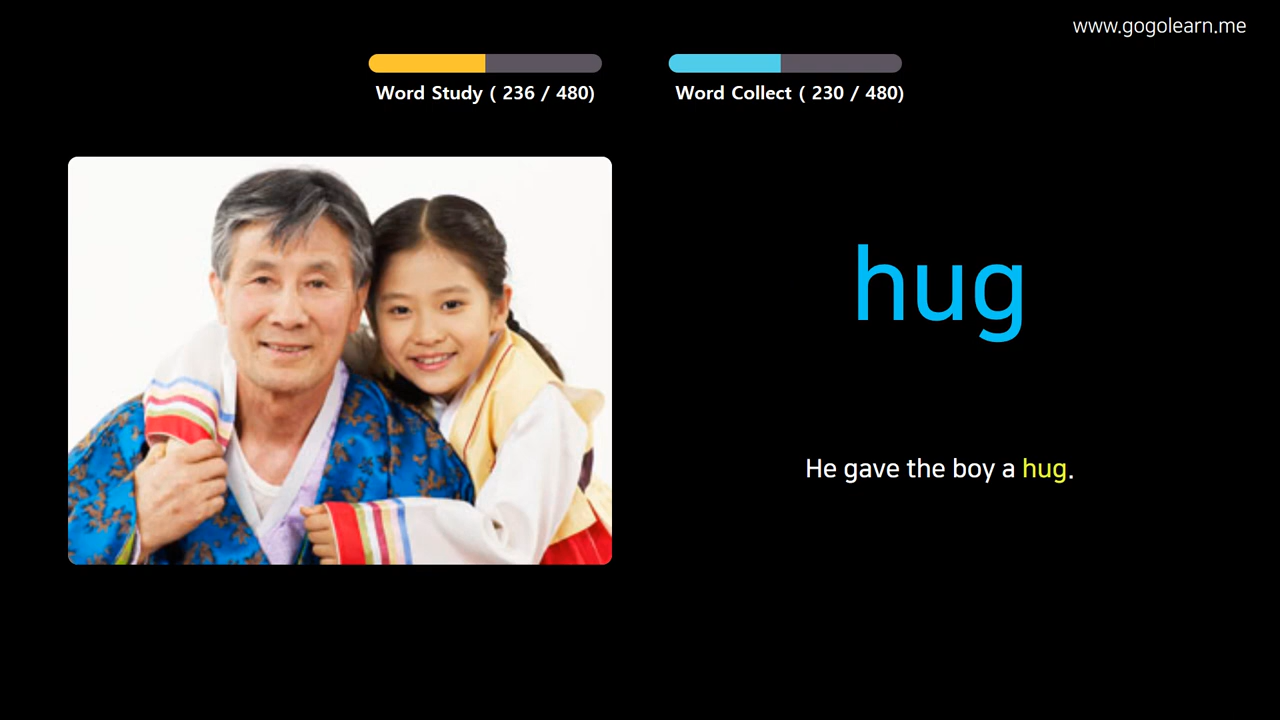 www.gogolearn.me
Word Study ( 236 / 480)
Word Collect ( 230 / 480)
hug
He gave the boy a hug.